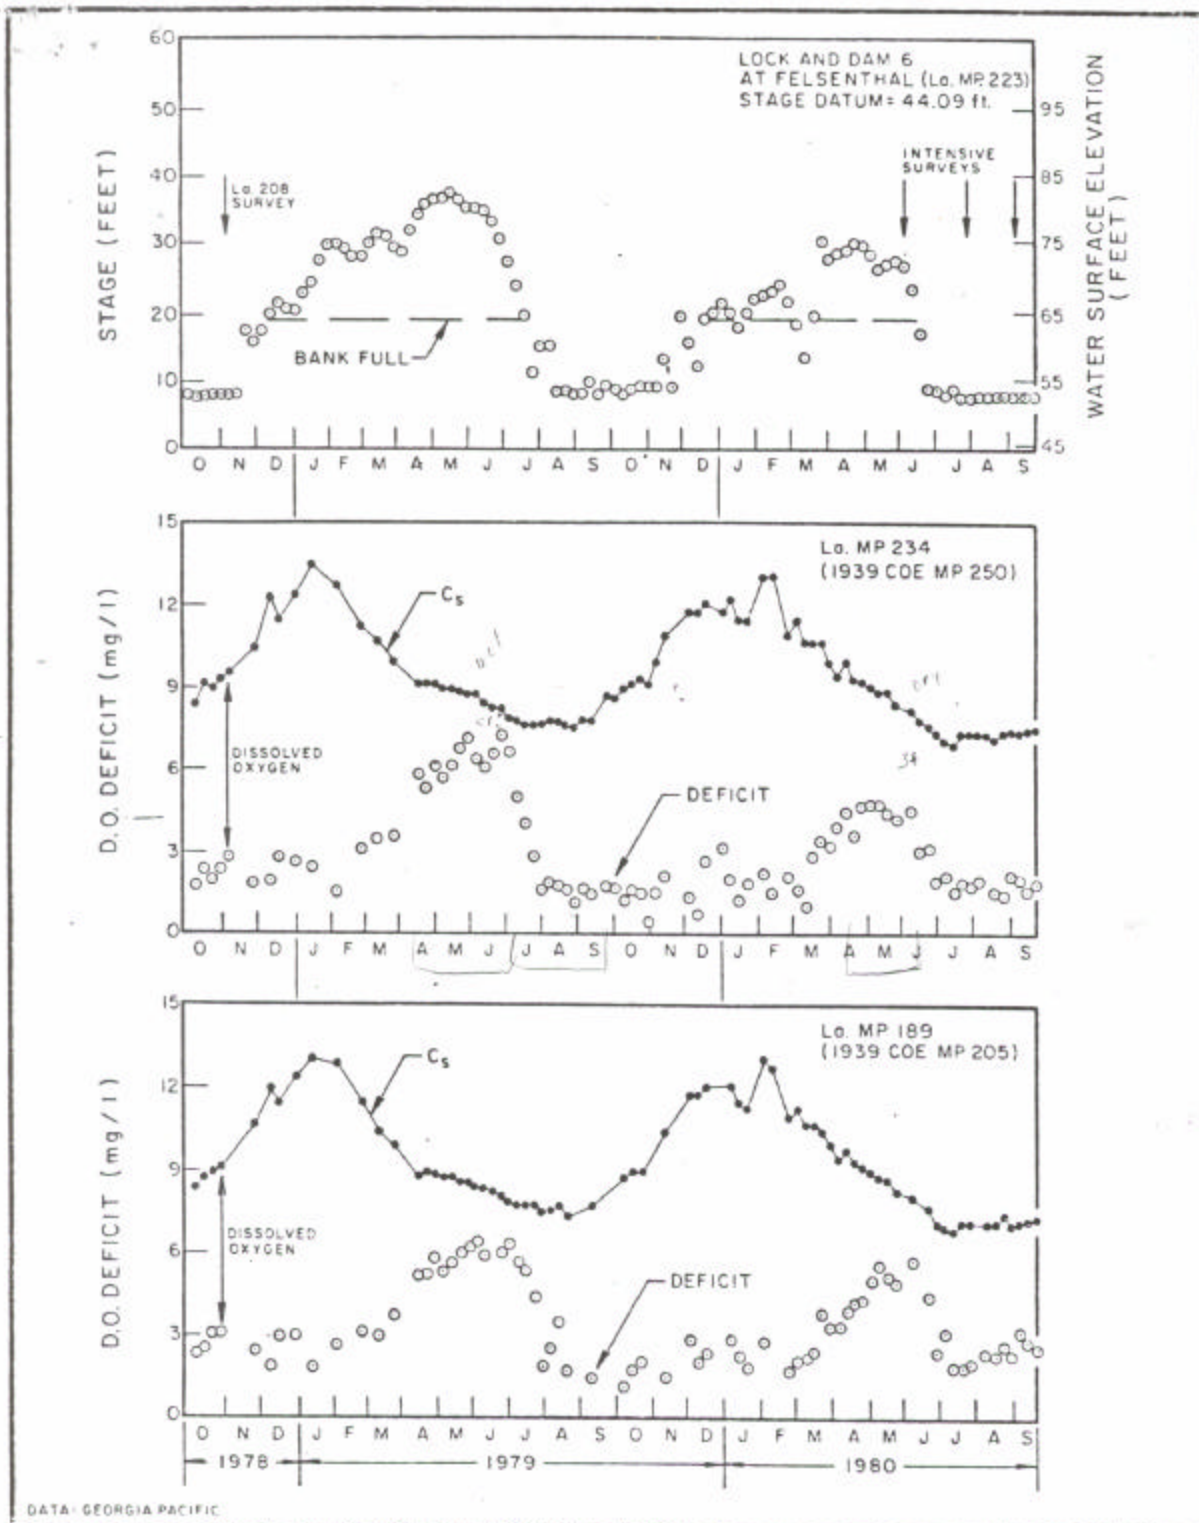 60
50
40
30
20
10
0
STAGE (FEET)
LOCK AND DAM 6
AT FELSENTHAL (La. MP. 223)
STAGE DATUM= 44.09 ft.
La. 208
SURVEY
INTENSIVE
SURVEYS
BANK FULL
95
85
75
65
55
45
WATER SURFACE ELEVATION
(FEET)
O N D J F M A M J J A S O N D J F M A M J J A S
15
12
9
6
3
0
D.O. DEFICIT (mg/l)
La. MP 234
(1939 COE MP 250)
Cs
DISSOLVED
OXYGEN
DEFICIT
O N D J F M A M J J A S O N D J F M A M J J A S
15
12
9
6
3
0
D.O. DEFICIT (mg/l)
La. MP 189
(1939 COE MP 205)
Cs
DISSOLVED
OXYGEN
DEFICIT
O N D J F M A M J J A S O N D J F M A M J J A S
1978 1979 1980
DATA: GEORGIA PACIFIC